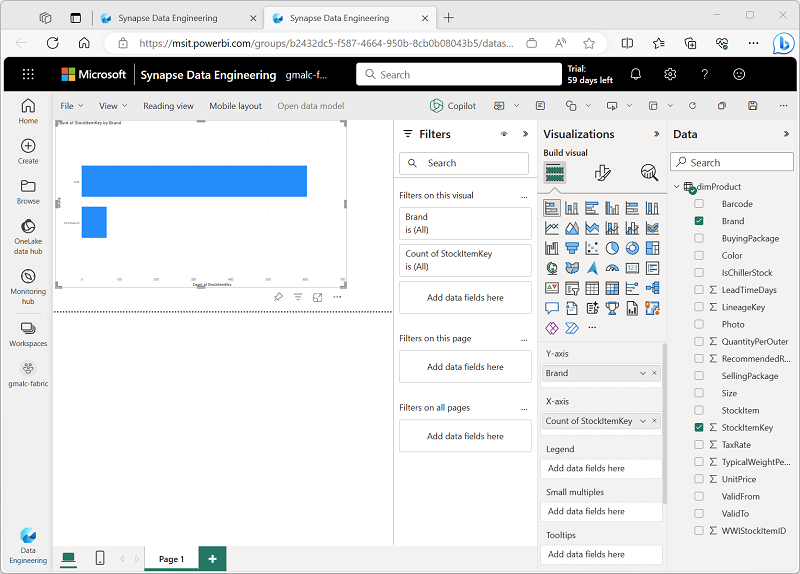 Synapse Data Engineering
Synapse Data Engineering
https://msit.powerbi.com/groups/b2432dc5-f587-4664-950b-8cb0b08043b5/datas...
Microsoft
Synapse Data Engineering
gmalc-f...
Search
Trial:
59 days left
Home
Create
Browse
OneLake
data hub
Monitoring
hub
Workspaces
gmalc-fabric
Data
Engineering
File
View
Reading view
Mobile layout
Open data model
Copilot
Count of StockItemKey by Brand
Brand
0
100
200
300
400
500
600
700
Count of StockItemKey
Page 1
Filters
Search
Filters on this visual
...
Brand
is (All)
Count of StockItemKey
is (All)
Add data fields here
Filters on this page
...
Add data fields here
Filters on all pages
...
Add data fields here
Visualizations
Build visual
123
...
Y-axis
Brand
X-axis
Count of StockItemKey
Legend
Add data fields here
Small multiples
Add data fields here
Tooltips
Add data fields here
Data
Search
dimProduct
Barcode
Brand
BuyingPackage
Color
IsChillerStock
LeadTimeDays
LineageKey
Photo
QuantityPerOuter
RecommendedR...
SellingPackage
Size
StockItem
StockItemKey
TaxRate
TypicalWeightPe...
UnitPrice
ValidFrom
ValidTo
WWIStockItemID